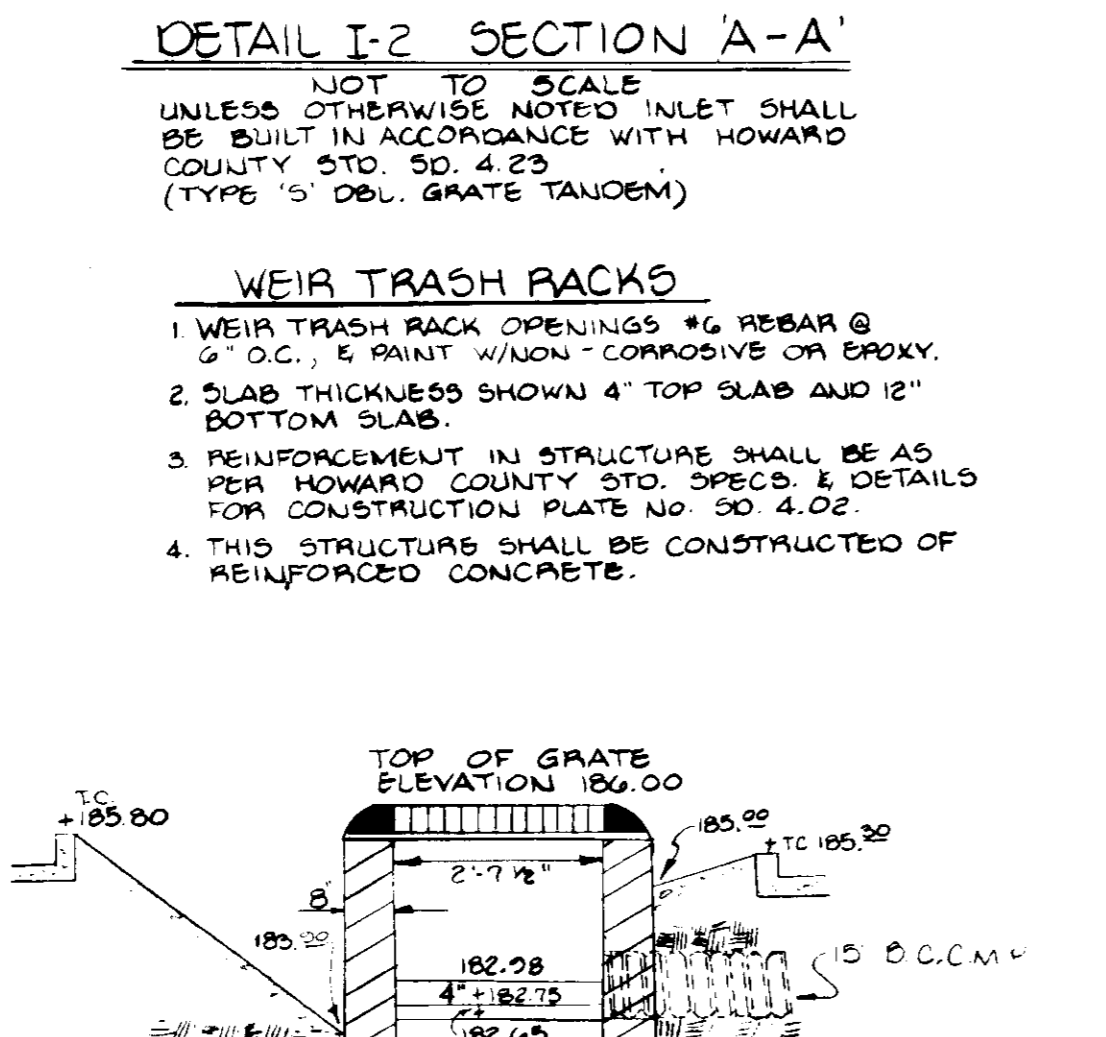 DETAIL I-2 SECTION 'A-A'
NOT TO SCALE
UNLESS OTHERWISE NOTED INLET SHALL
BE BUILT IN ACCORDANCE WITH HOWARD
COUNTY STD. SD. 4.23
(TYPE 'S' DBL. GRATE TANDEM)
WEIR TRASH RACKS
1. WEIR TRASH RACK OPENINGS #6 REBAR @
6" O.C., & PAINT W/NON-CORROSIVE OR EPOXY.
2. SLAB THICKNESS SHOWN 4" TOP SLAB AND 12"
BOTTOM SLAB.
3. REINFORCEMENT IN STRUCTURE SHALL BE AS
PER HOWARD COUNTY STD. SPECS. & DETAILS
FOR CONSTRUCTION PLATE NO. SD. 4.02.
4. THIS STRUCTURE SHALL BE CONSTRUCTED OF
REINFORCED CONCRETE.
TOP OF GRATE
ELEVATION 186.00
T.C.
+185.80
185.00
+ TC 185.30
2'-7 1/2"
8"
182.98
15" B.C.C.M.
4" +182.75